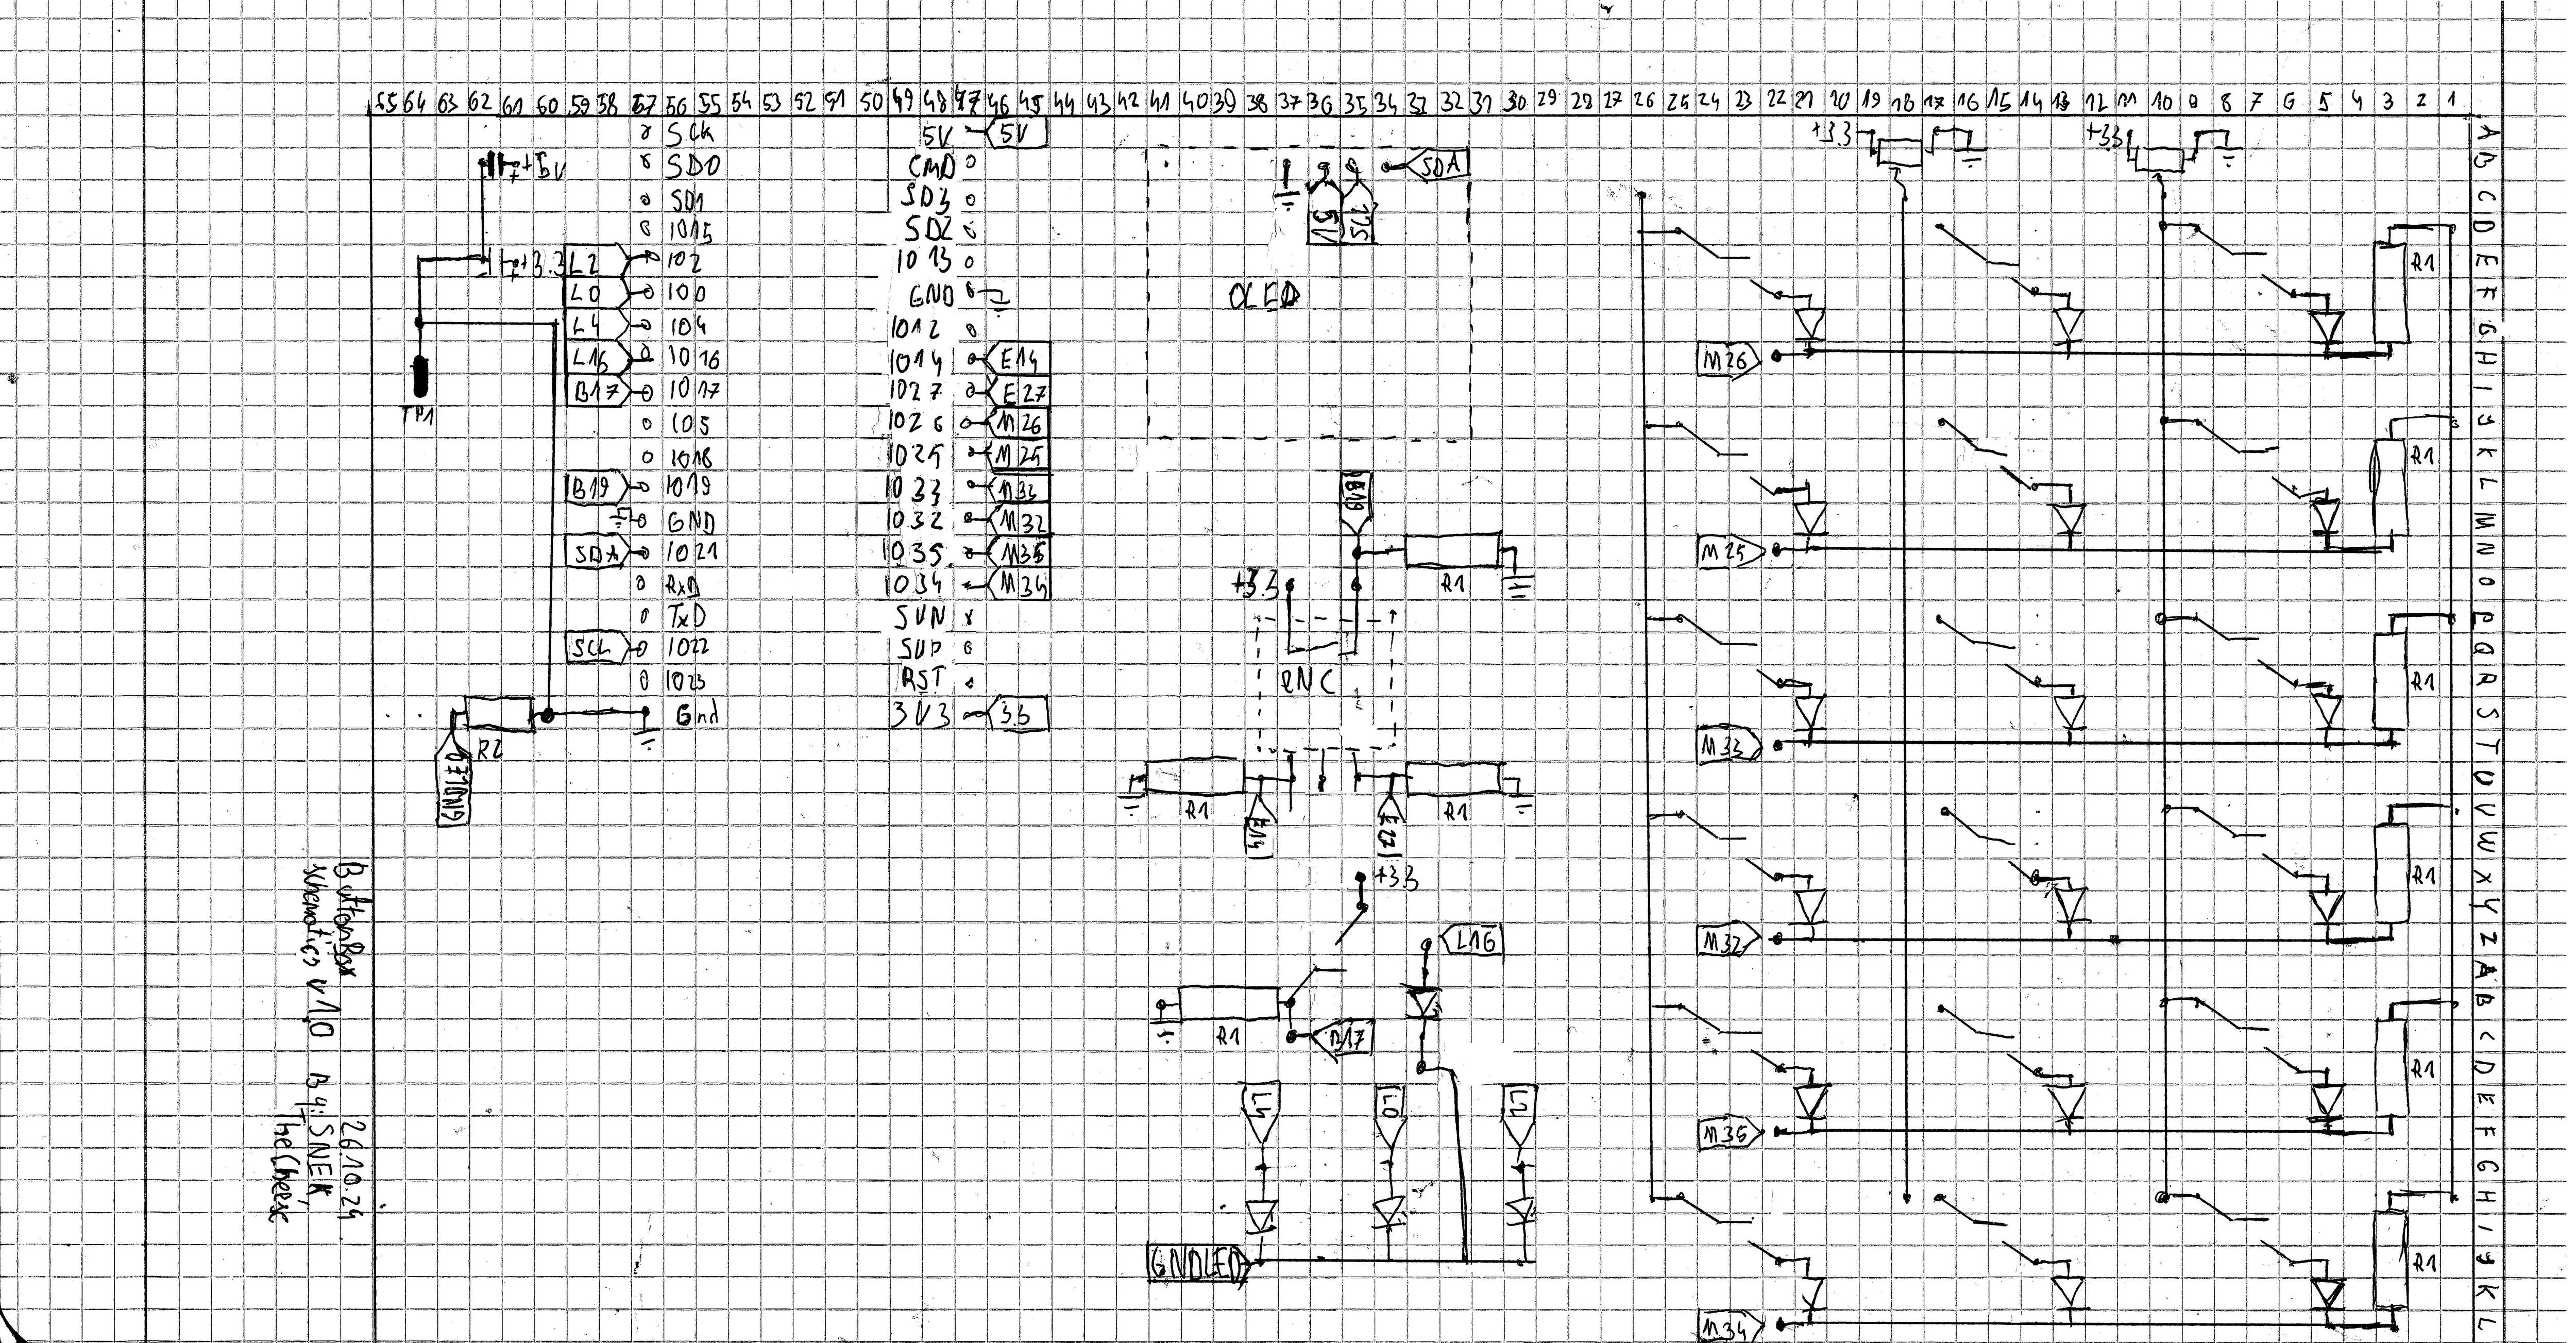 65 64 63 62 61 60 59 58 57 56 55 54 53 52 51 50 49 48 47 46 45 44 43 42 41 40 39 38 37 36 35 34 33 32 31 30 29 28 27 26 25 24 23 22 21 20 19 18 17 16 15 14 13 12 11 10 9 8 7 6 5 4 3 2 1
A B C D E F G H I J K L M N O P Q R S T U V W X Y Z A B C D E F G H I J K L
SCK
+5V SD0
SD1
IO15
+3.3 L2 IO2
L0 IO0
L4 IO4
L16 IO16
B17 IO17
TP1 IO5
IO18
B19 IO19
GND
SDA IO21
RxD
TxD
SCL IO22
IO23
Gnd
R2
GNDLED
5V 5V
CMD
SD3
SD2
IO13
GND
IO12
IO14 E14
IO27 E27
IO26 M26
IO25 M25
IO33 M33
IO32 M32
IO35 M35
IO34 M34
SVN
SVP
RST
3V3 3.3
SDA
5V
SCL
OLED
B19
+3.3 R1
ENC
R1 R1
E14 E27
+3.3
L16
R1 B17
L4 L0 L2
GNDLED
+3.3 +3.3
R1
M26
R1
M25
R1
M33
R1
M32
R1
M35
R1
M34
ButtonBox
schematics v1.0
26.10.24
By: SNEK,
TheCheese